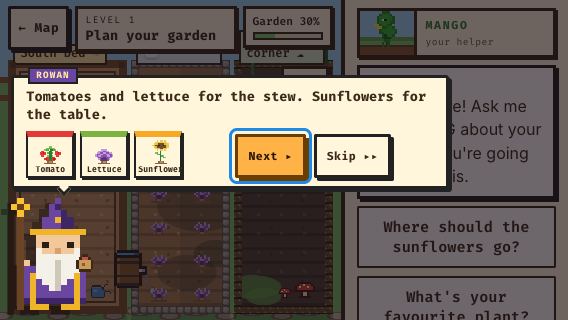 ← Map
LEVEL 1
Plan your garden
Garden 30%
MANGO
your helper
South bed
corner
ROWAN
Tomatoes and lettuce for the stew. Sunflowers for
the table.
Tomato
Lettuce
Sunflower
Next ▸
Skip ▸▸
e! Ask me
about your
u're going
is.
Where should the
sunflowers go?
What's your
favourite plant?